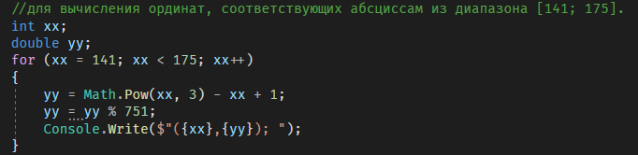 //для вычисления ординат, соответствующих абсциссам из диапазона [141; 175].
int xx;
double yy;
for (xx = 141; xx < 175; xx++)
{
yy = Math.Pow(xx, 3) - xx + 1;
yy = yy % 751;
Console.Write($"({xx},{yy}); ");
}